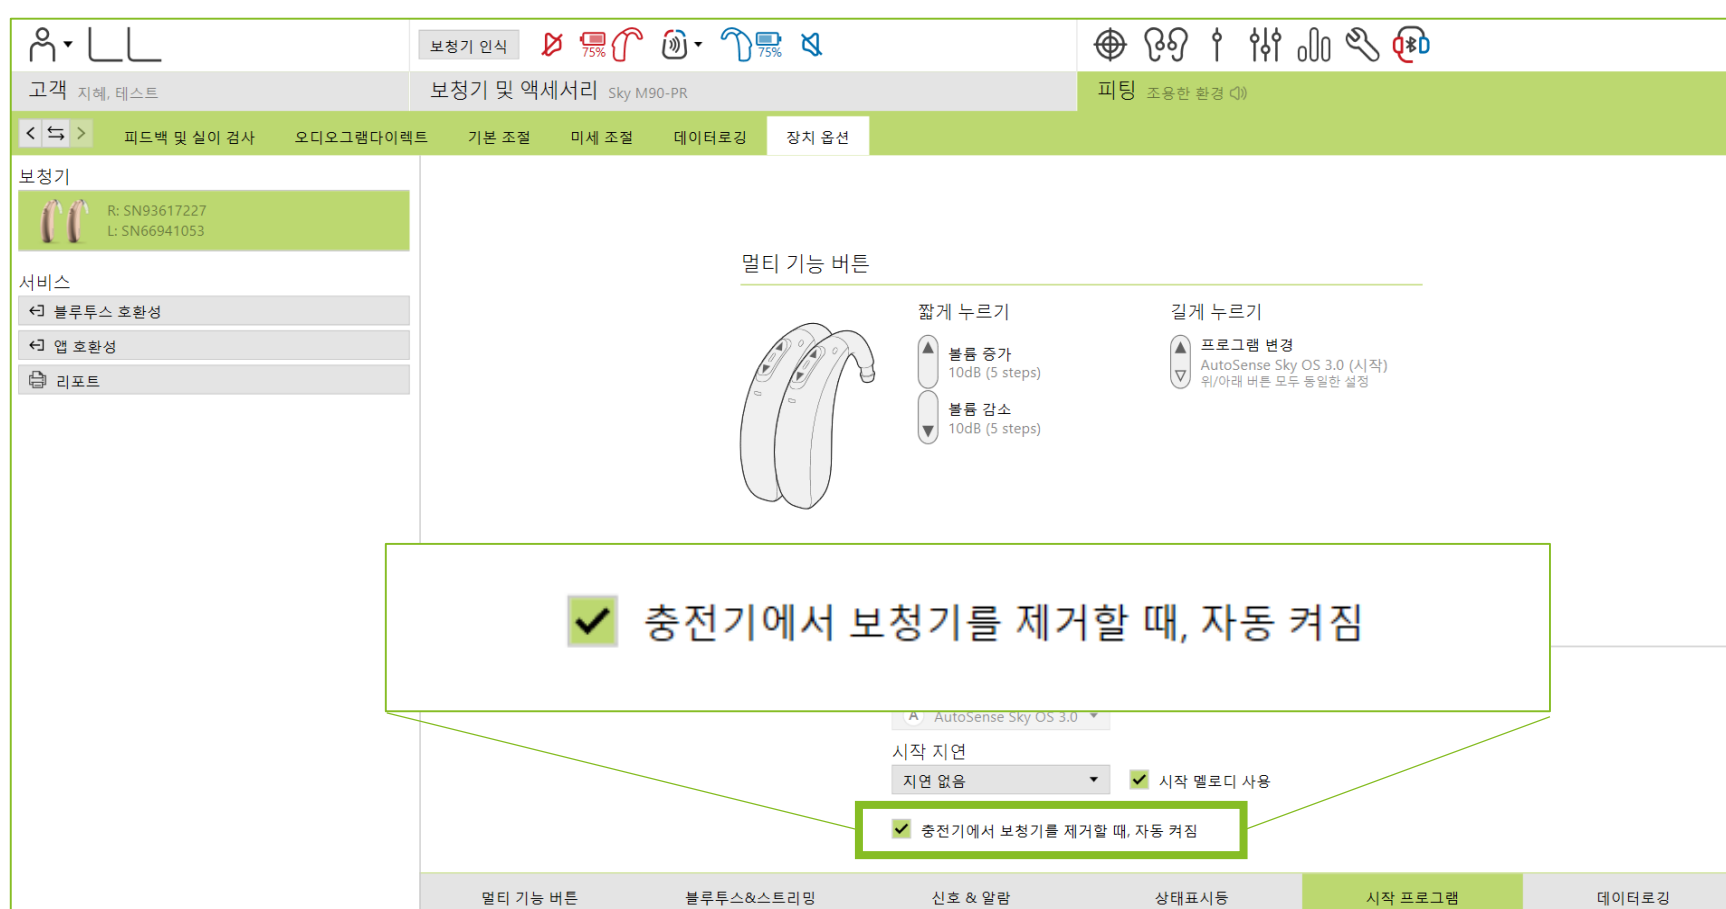 보청기 인식
75%
75%
고객 지혜, 테스트
보청기 및 액세서리 Sky M90-PR
피팅 조용한 환경
피드백 및 실이 검사
오디오그램다이렉트
기본 조절
미세 조절
데이터로깅
장치 옵션
보청기
R: SN93617227
L: SN66941053
서비스
블루투스 호환성
앱 호환성
리포트
멀티 기능 버튼
짧게 누르기
볼륨 증가
10dB (5 steps)
볼륨 감소
10dB (5 steps)
길게 누르기
프로그램 변경
AutoSense Sky OS 3.0 (시작)
위/아래 버튼 모두 동일한 설정
충전기에서 보청기를 제거할 때, 자동 켜짐
A AutoSense Sky OS 3.0
시작 지연
지연 없음
시작 멜로디 사용
충전기에서 보청기를 제거할 때, 자동 켜짐
멀티 기능 버튼
블루투스&스트리밍
신호 & 알람
상태표시등
시작 프로그램
데이터로깅